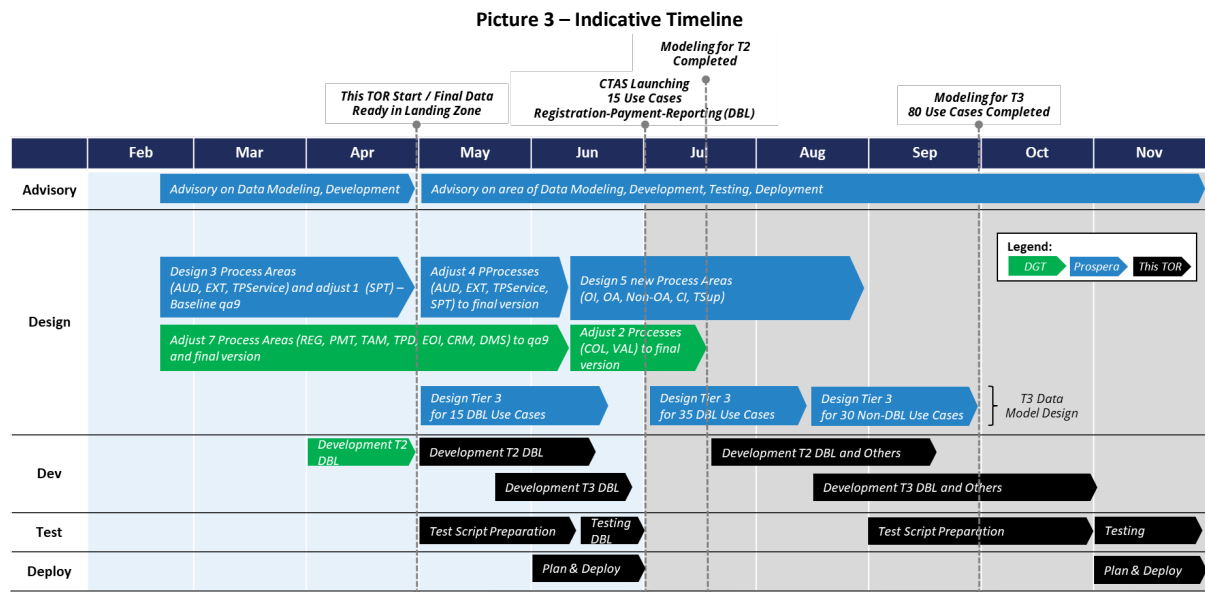 Picture 3 – Indicative Timeline
Modeling for T2
Completed
This TOR Start / Final Data
Ready in Landing Zone
CTAS Launching
15 Use Cases
Registration-Payment-Reporting (DBL)
Modeling for T3
80 Use Cases Completed
Feb Mar Apr May Jun Jul Aug Sep Oct Nov
Advisory
Advisory on Data Modeling, Development
Advisory on area of Data Modeling, Development, Testing, Deployment
Legend:
DGT Prospera This TOR
Design
Design 3 Process Areas
(AUD, EXT, TPService) and adjust 1 (SPT) –
Baseline qa9
Adjust 4 PProcesses
(AUD, EXT, TPService,
SPT) to final version
Design 5 new Process Areas
(OI, OA, Non-OA, CI, TSup)
Adjust 7 Process Areas (REG, PMT, TAM, TPD, EOI, CRM, DMS) to qa9
and final version
Adjust 2 Processes
(COL, VAL) to final
version
Design Tier 3
for 15 DBL Use Cases
Design Tier 3
for 35 DBL Use Cases
Design Tier 3
for 30 Non-DBL Use Cases
T3 Data
Model Design
Dev
Development T2
DBL
Development T2 DBL
Development T2 DBL and Others
Development T3 DBL
Development T3 DBL and Others
Test
Test Script Preparation
Testing
DBL
Test Script Preparation
Testing
Deploy
Plan & Deploy
Plan & Deploy